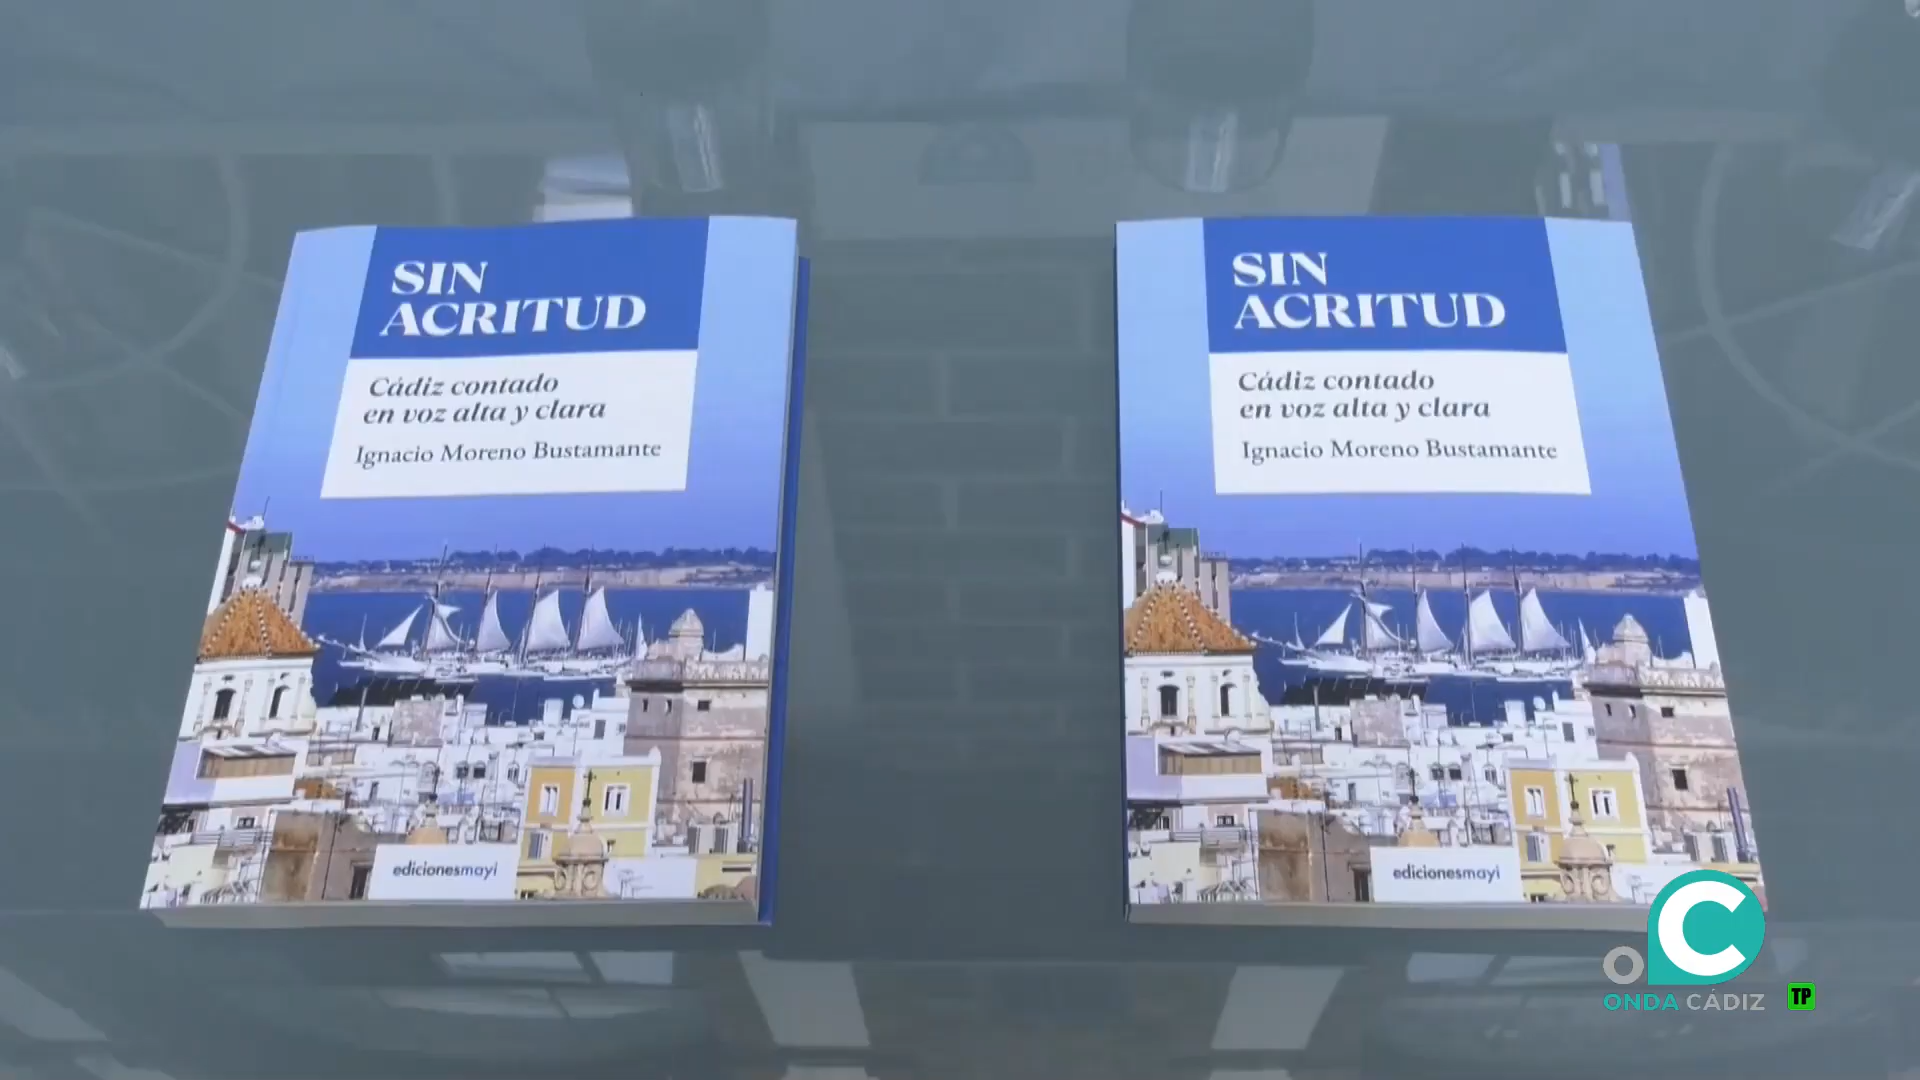 SIN
ACRITUD
Cádiz contado
en voz alta y clara
Ignacio Moreno Bustamante
edicionesmayi
SIN
ACRITUD
Cádiz contado
en voz alta y clara
Ignacio Moreno Bustamante
edicionesmayi
OC
ONDA CÁDIZ
TP